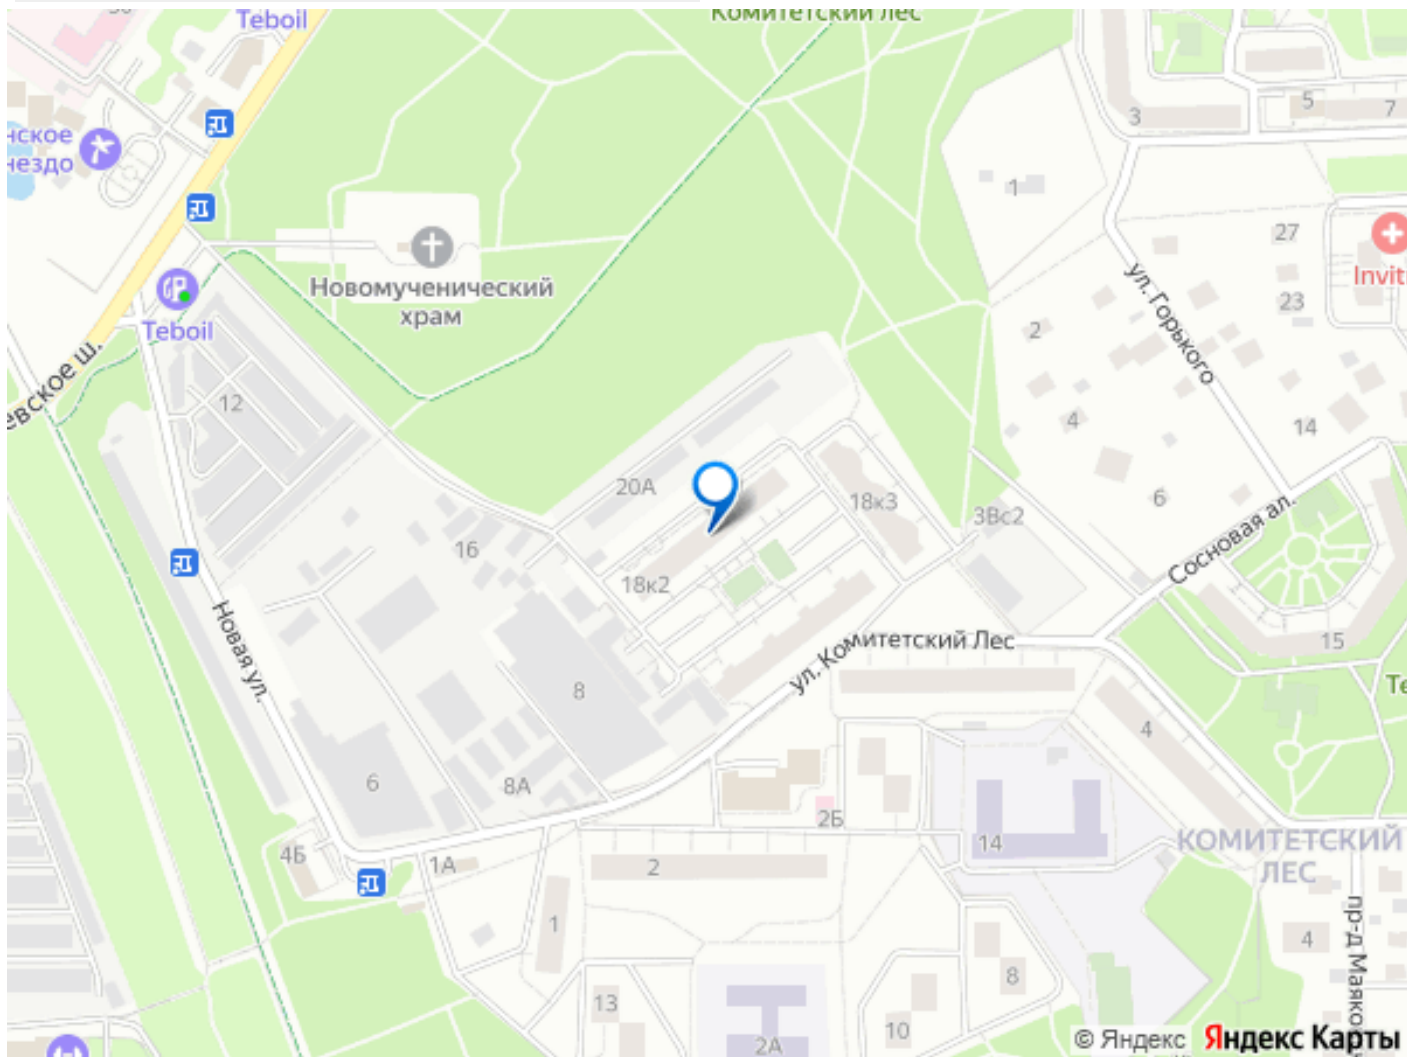 Teboil
Комитетский лес
3
5
7
1
27
Invit
23
Новомученический
храм
Teboil
ул. Горького
2
12
4
14
20А
18к3
6
3Вс2
16
Сосновая ал.
18к2
Новая ул.
ул. Комитетский Лес
15
8
4
6
8А
2Б
14
КОМИТЕТСКИЙ
ЛЕС
4Б
1А
2
1
4
пр-д Маяко
8
13
10
2А
© Яндекс Яндекс Карты